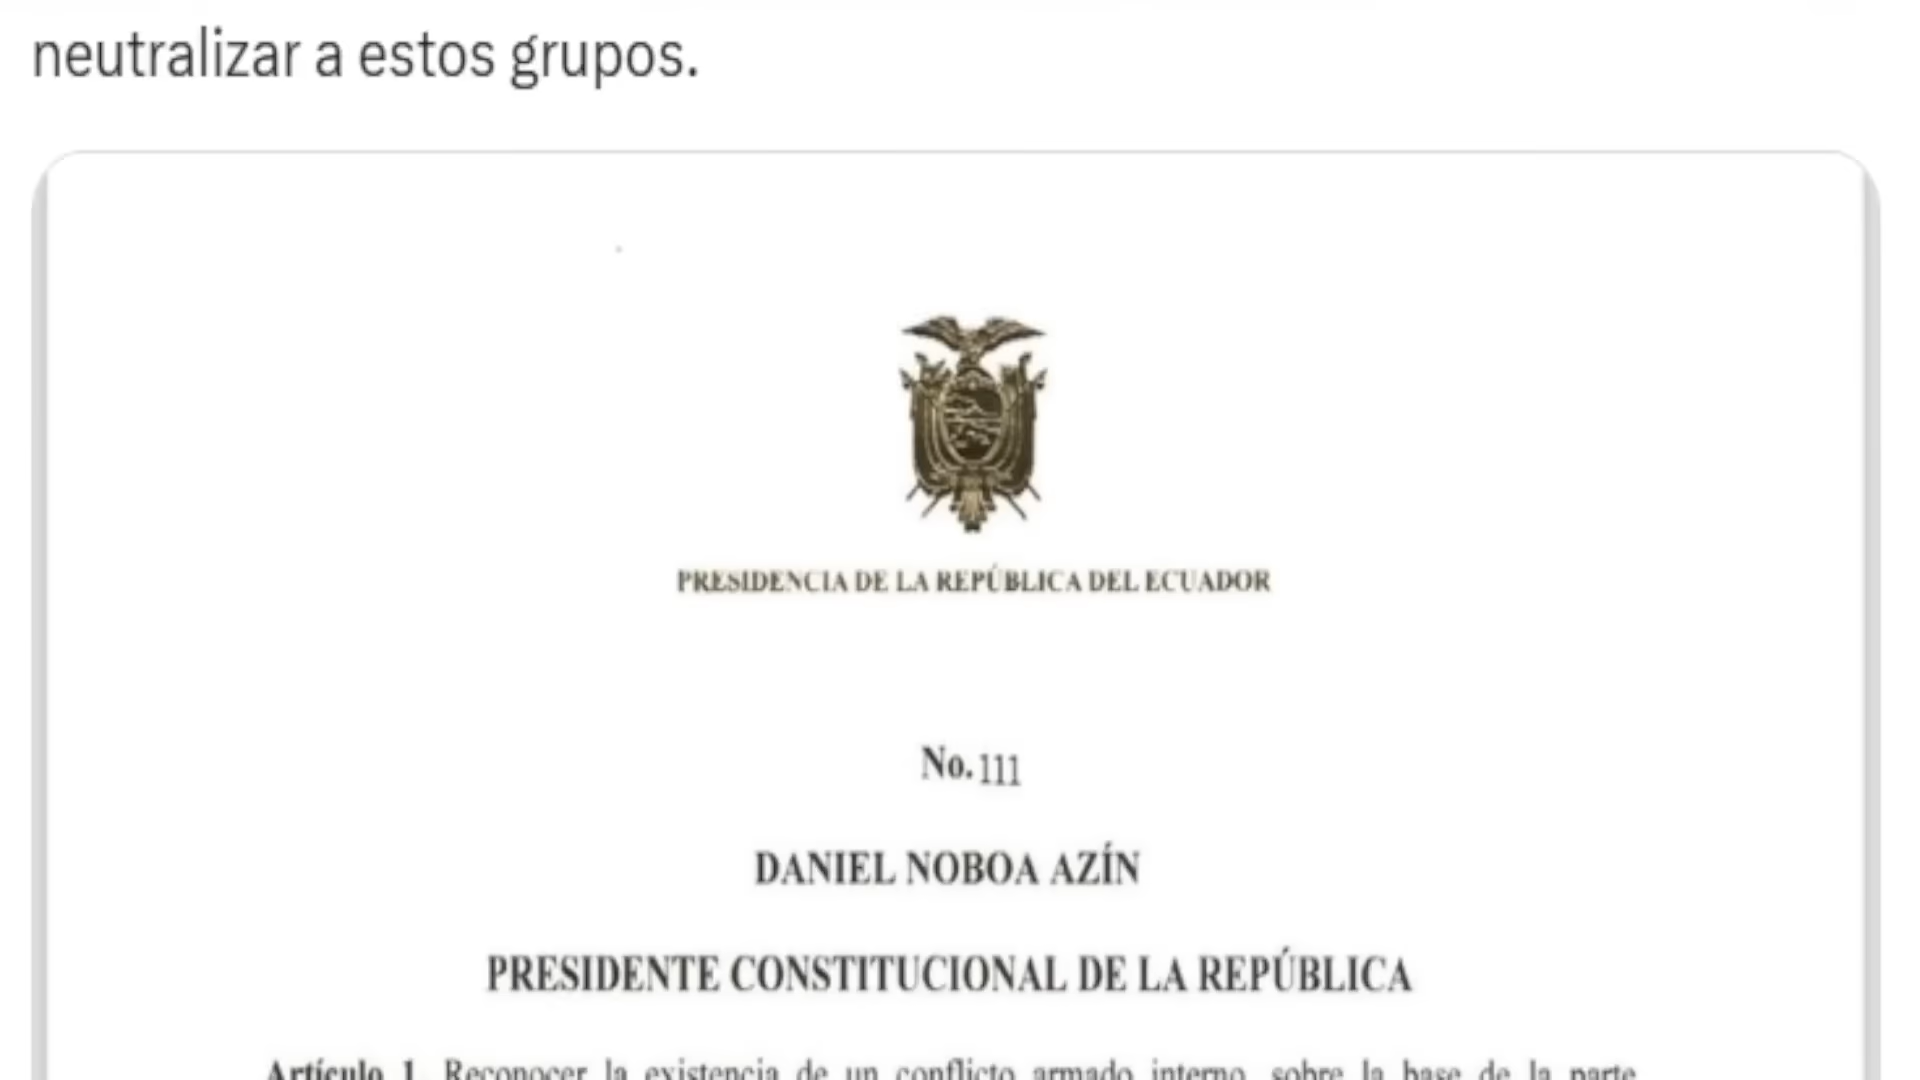 neutralizar a estos grupos.
PRESIDENCIA DE LA REPÚBLICA DEL ECUADOR
No. 111
DANIEL NOBOA AZÍN
PRESIDENTE CONSTITUCIONAL DE LA REPÚBLICA
Artículo 1. Reconocer la existencia de un conflicto armado interno, sobre la base de la parte